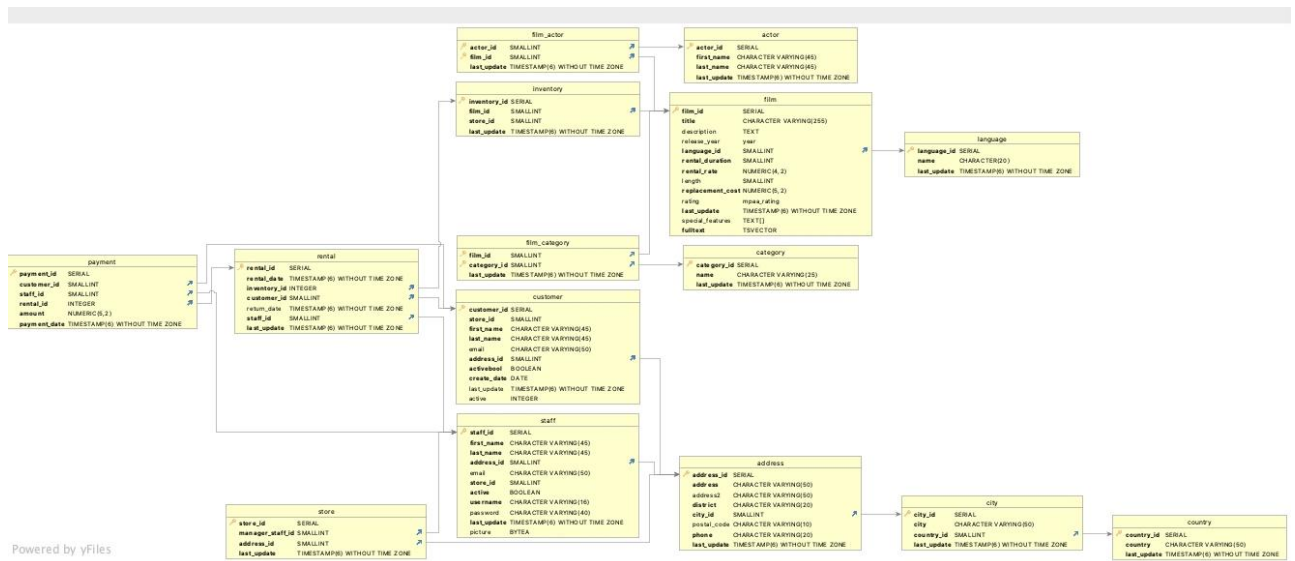 film_actor
actor_id SMALLINT
film_id SMALLINT
last_update TIMESTAMP(6) WITHOUT TIME ZONE
actor
actor_id SERIAL
first_name CHARACTER VARYING(45)
last_name CHARACTER VARYING(45)
last_update TIMESTAMP(6) WITHOUT TIME ZONE
inventory
inventory_id SERIAL
film_id SMALLINT
store_id SMALLINT
last_update TIMESTAMP(6) WITHOUT TIME ZONE
film
film_id SERIAL
title CHARACTER VARYING(255)
description TEXT
release_year year
language_id SMALLINT
rental_duration SMALLINT
rental_rate NUMERIC(4, 2)
length SMALLINT
replacement_cost NUMERIC(5, 2)
rating mpaa_rating
last_update TIMESTAMP(6) WITHOUT TIME ZONE
special_features TEXT[]
fulltext TSVECTOR
language
language_id SERIAL
name CHARACTER(20)
last_update TIMESTAMP(6) WITHOUT TIME ZONE
film_category
film_id SMALLINT
category_id SMALLINT
last_update TIMESTAMP(6) WITHOUT TIME ZONE
category
category_id SERIAL
name CHARACTER VARYING(25)
last_update TIMESTAMP(6) WITHOUT TIME ZONE
payment
payment_id SERIAL
customer_id SMALLINT
staff_id SMALLINT
rental_id INTEGER
amount NUMERIC(5, 2)
payment_date TIMESTAMP(6) WITHOUT TIME ZONE
rental
rental_id SERIAL
rental_date TIMESTAMP(6) WITHOUT TIME ZONE
inventory_id INTEGER
customer_id SMALLINT
return_date TIMESTAMP(6) WITHOUT TIME ZONE
staff_id SMALLINT
last_update TIMESTAMP(6) WITHOUT TIME ZONE
customer
customer_id SERIAL
store_id SMALLINT
first_name CHARACTER VARYING(45)
last_name CHARACTER VARYING(45)
email CHARACTER VARYING(50)
address_id SMALLINT
activebool BOOLEAN
create_date DATE
last_update TIMESTAMP(6) WITHOUT TIME ZONE
active INTEGER
staff
staff_id SERIAL
first_name CHARACTER VARYING(45)
last_name CHARACTER VARYING(45)
address_id SMALLINT
email CHARACTER VARYING(50)
store_id SMALLINT
active BOOLEAN
username CHARACTER VARYING(16)
password CHARACTER VARYING(40)
last_update TIMESTAMP(6) WITHOUT TIME ZONE
picture BYTEA
address
address_id SERIAL
address CHARACTER VARYING(50)
address2 CHARACTER VARYING(50)
district CHARACTER VARYING(20)
city_id SMALLINT
postal_code CHARACTER VARYING(10)
phone CHARACTER VARYING(20)
last_update TIMESTAMP(6) WITHOUT TIME ZONE
store
store_id SERIAL
manager_staff_id SMALLINT
address_id SMALLINT
last_update TIMESTAMP(6) WITHOUT TIME ZONE
city
city_id SERIAL
city CHARACTER VARYING(50)
country_id SMALLINT
last_update TIMESTAMP(6) WITHOUT TIME ZONE
country
country_id SERIAL
country CHARACTER VARYING(50)
last_update TIMESTAMP(6) WITHOUT TIME ZONE
Powered by yFiles